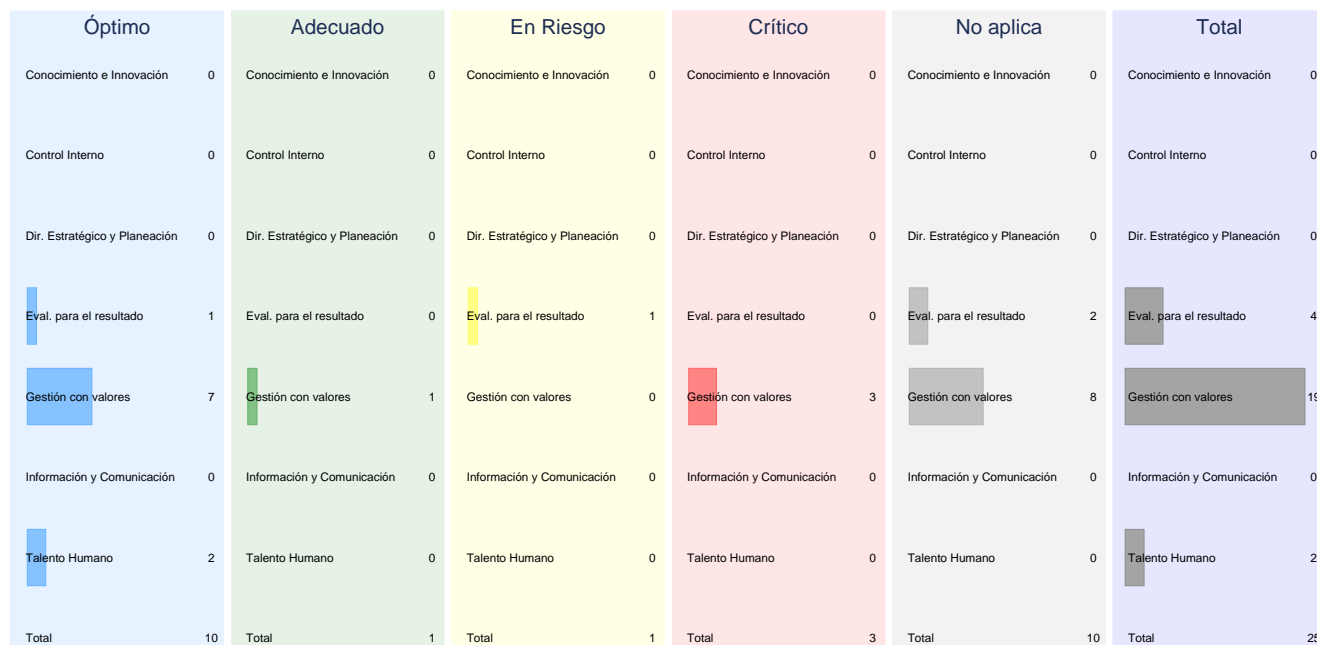 Óptimo Adecuado En Riesgo Crítico No aplica Total
Conocimiento e Innovación 0 Conocimiento e Innovación 0 Conocimiento e Innovación 0 Conocimiento e Innovación 0 Conocimiento e Innovación 0 Conocimiento e Innovación 0
Control Interno 0 Control Interno 0 Control Interno 0 Control Interno 0 Control Interno 0 Control Interno 0
Dir. Estratégico y Planeación 0 Dir. Estratégico y Planeación 0 Dir. Estratégico y Planeación 0 Dir. Estratégico y Planeación 0 Dir. Estratégico y Planeación 0 Dir. Estratégico y Planeación 0
Eval. para el resultado 1 Eval. para el resultado 0 Eval. para el resultado 1 Eval. para el resultado 0 Eval. para el resultado 2 Eval. para el resultado 4
Gestión con valores 7 Gestión con valores 1 Gestión con valores 0 Gestión con valores 3 Gestión con valores 8 Gestión con valores 19
Información y Comunicación 0 Información y Comunicación 0 Información y Comunicación 0 Información y Comunicación 0 Información y Comunicación 0 Información y Comunicación 0
Talento Humano 2 Talento Humano 0 Talento Humano 0 Talento Humano 0 Talento Humano 0 Talento Humano 2
Total 10 Total 1 Total 1 Total 3 Total 10 Total 25